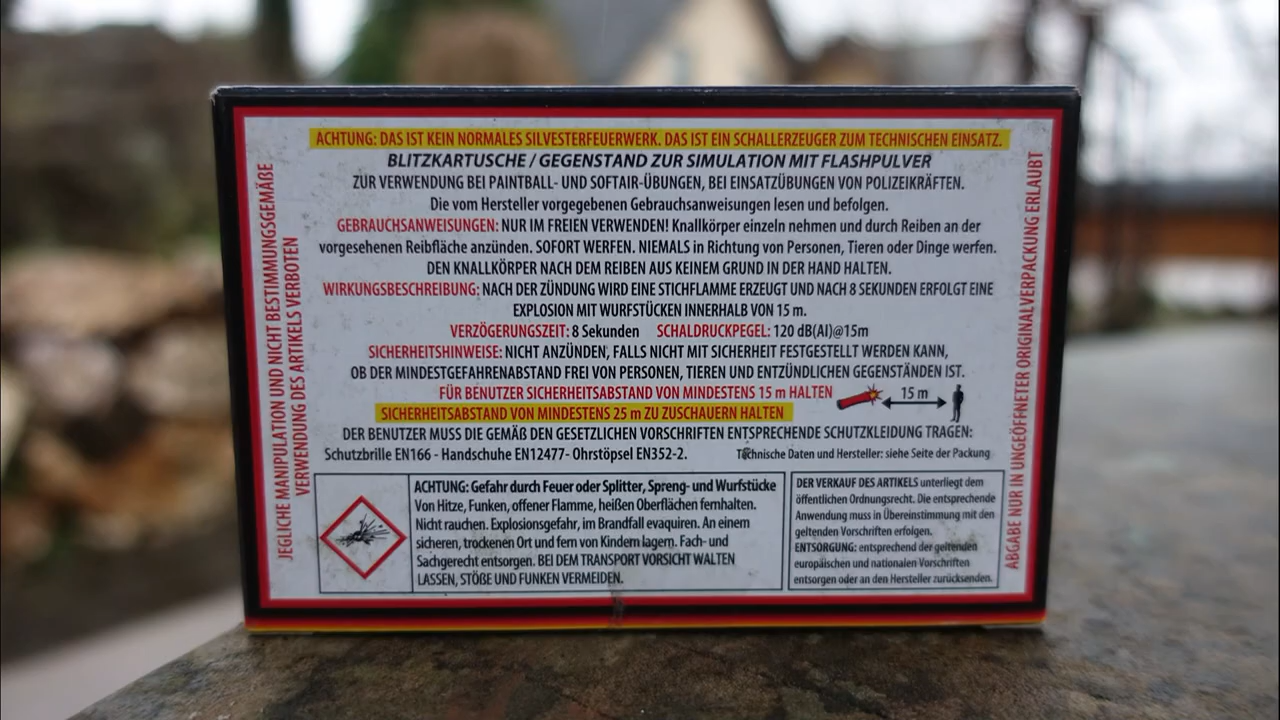 ACHTUNG: DAS IST KEIN NORMALES SILVESTERFEUERWERK. DAS IST EIN SCHALLERZEUGER ZUM TECHNISCHEN EINSATZ.
BLITZKARTUSCHE / GEGENSTAND ZUR SIMULATION MIT FLASHPULVER
ZUR VERWENDUNG BEI PAINTBALL- UND SOFTAIR-ÜBUNGEN, BEI EINSATZÜBUNGEN VON POLIZEIKRÄFTEN.
Die vom Hersteller vorgegebenen Gebrauchsanweisungen lesen und befolgen.
GEBRAUCHSANWEISUNGEN: NUR IM FREIEN VERWENDEN! Knallkörper einzeln nehmen und durch Reiben an der
vorgesehenen Reibfläche anzünden. SOFORT WERFEN. NIEMALS in Richtung von Personen, Tieren oder Dinge werfen.
DEN KNALLKÖRPER NACH DEM REIBEN AUS KEINEM GRUND IN DER HAND HALTEN.
WIRKUNGSBESCHREIBUNG: NACH DER ZÜNDUNG WIRD EINE STICHFLAMME ERZEUGT UND NACH 8 SEKUNDEN ERFOLGT EINE
EXPLOSION MIT WURFSTÜCKEN INNERHALB VON 15 m.
VERZÖGERUNGSZEIT: 8 Sekunden SCHALDRUCKPEGEL: 120 dB(AI)@15m
SICHERHEITSHINWEISE: NICHT ANZÜNDEN, FALLS NICHT MIT SICHERHEIT FESTGESTELLT WERDEN KANN,
OB DER MINDESTGEFAHRENABSTAND FREI VON PERSONEN, TIEREN UND ENTZÜNDLICHEN GEGENSTÄNDEN IST.
FÜR BENUTZER SICHERHEITSABSTAND VON MINDESTENS 15 m HALTEN
15 m
SICHERHEITSABSTAND VON MINDESTENS 25 m ZU ZUSCHAUERN HALTEN
DER BENUTZER MUSS DIE GEMÄß DEN GESETZLICHEN VORSCHRIFTEN ENTSPRECHENDE SCHUTZKLEIDUNG TRAGEN:
Schutzbrille EN166 - Handschuhe EN12477- Ohrstöpsel EN352-2.
Technische Daten und Hersteller: siehe Seite der Packung
ACHTUNG: Gefahr durch Feuer oder Splitter, Spreng- und Wurfstücke
Von Hitze, Funken, offener Flamme, heißen Oberflächen fernhalten.
Nicht rauchen. Explosionsgefahr, im Brandfall evaquiren. An einem
sicheren, trockenen Ort und fern von Kindern lagern. Fach- und
Sachgerecht entsorgen. BEI DEM TRANSPORT VORSICHT WALTEN
LASSEN, STÖßE UND FUNKEN VERMEIDEN.
DER VERKAUF DES ARTIKELS unterliegt dem
öffentlichen Ordnungsrecht. Die entsprechende
Anwendung muss in Übereinstimmung mit den
geltenden Vorschriften erfolgen.
ENTSORGUNG: entsprechend der geltenden
europäischen und nationalen Vorschriften
entsorgen oder an den Hersteller zurücksenden.
JEGLICHE MANIPULATION UND NICHT BESTIMMUNGSGEMÄßE
VERWENDUNG DES ARTIKELS VERBOTEN
ABGABE NUR IN UNGEÖFFNETER ORIGINALVERPACKUNG ERLAUBT